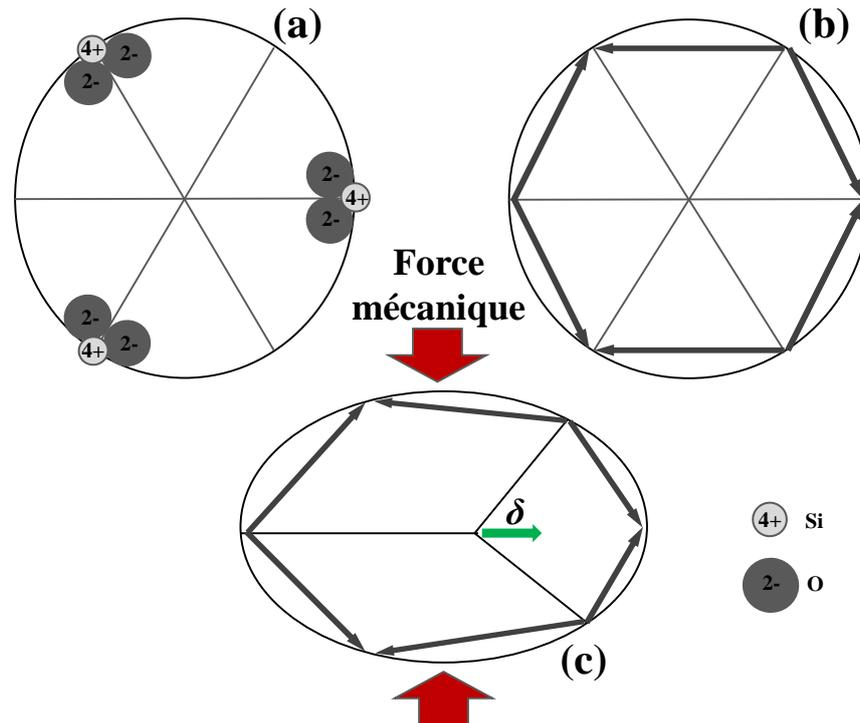 (a)
(b)
4+
2-
2-
2-
4+
2-
2-
4+
2-
Force
mécanique
δ
4+ Si
2- O
(c)